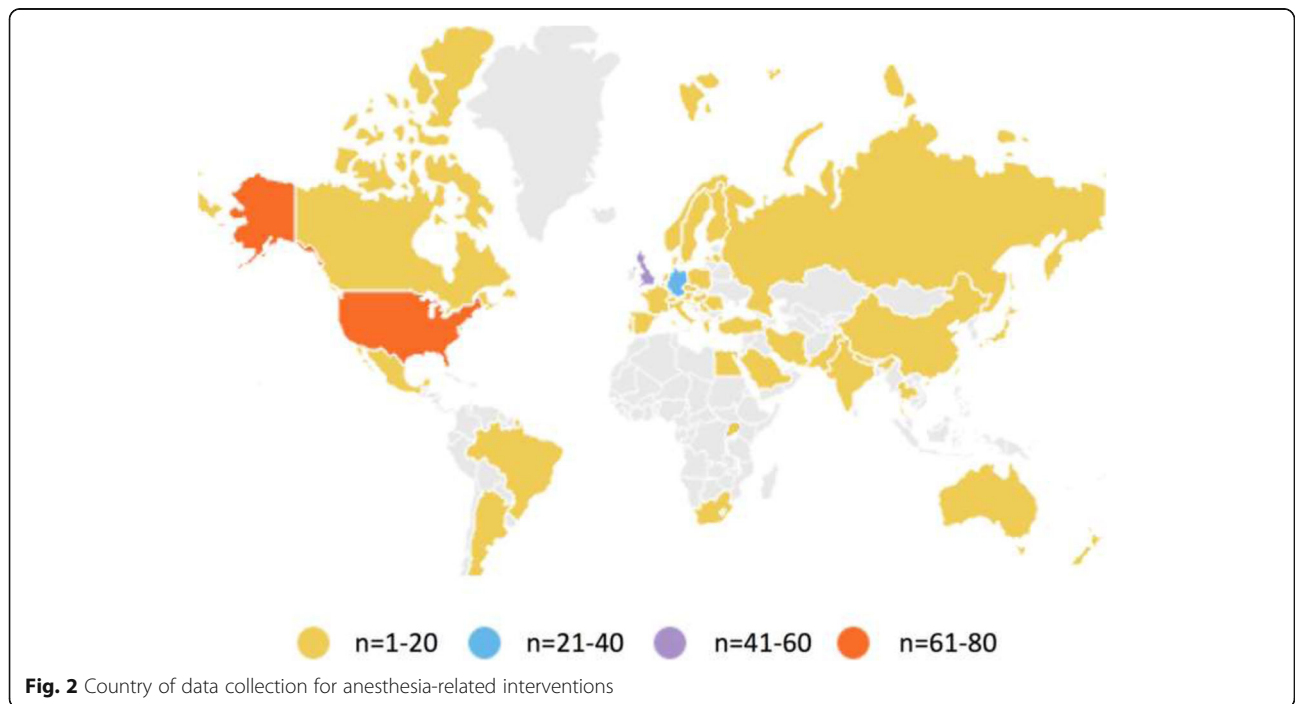 n=1-20 n=21-40 n=41-60 n=61-80
Fig. 2 Country of data collection for anesthesia-related interventions